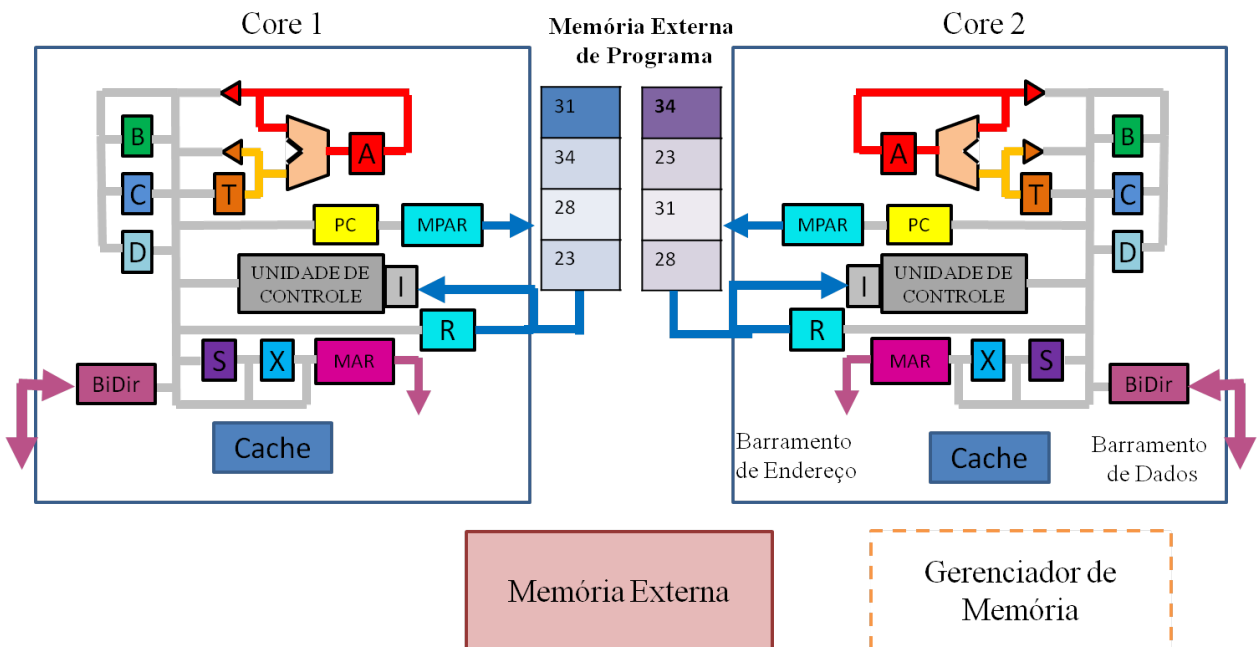 Core 1
Memória Externa
de Programa
Core 2
31
34
28
23
34
23
31
28
B
C
D
T
A
PC
MPAR
UNIDADE DE
CONTROLE
I
R
S
X
MAR
BiDir
Cache
A
T
B
C
D
MPAR
PC
I
UNIDADE DE
CONTROLE
R
MAR
X
S
BiDir
Barramento
de Endereço
Cache
Barramento
de Dados
Memória Externa
Gerenciador de
Memória